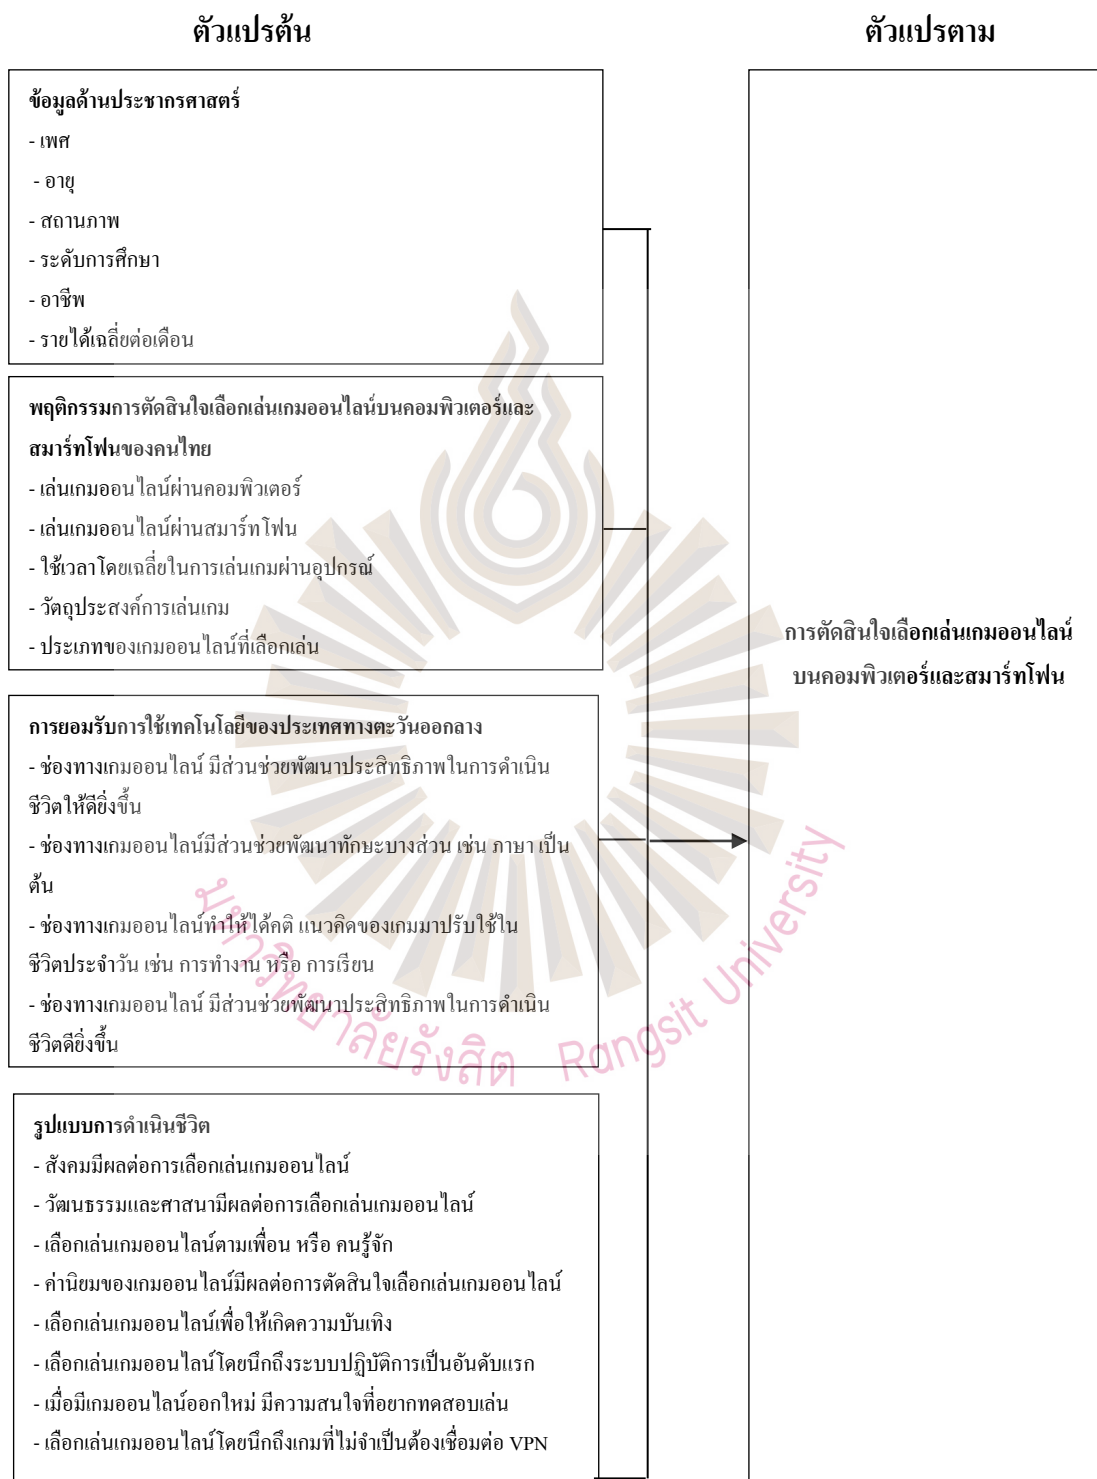 ตัวแปรต้น
ตัวแปรตาม
ข้อมูลด้านประชากรศาสตร์
- เพศ
- อายุ
- สถานภาพ
- ระดับการศึกษา
- อาชีพ
- รายได้เฉลี่ยต่อเดือน
พฤติกรรมการตัดสินใจเลือกเล่นเกมออนไลน์บนคอมพิวเตอร์และ
สมาร์ทโฟนของคนไทย
- เล่นเกมออนไลน์ผ่านคอมพิวเตอร์
- เล่นเกมออนไลน์ผ่านสมาร์ทโฟน
- ใช้เวลาโดยเฉลี่ยในการเล่นเกมผ่านอุปกรณ์
- วัตถุประสงค์การเล่นเกม
- ประเภทของเกมออนไลน์ที่เลือกเล่น
การยอมรับการใช้เทคโนโลยีของประเทศทางตะวันออกลาง
- ช่องทางเกมออนไลน์ มีส่วนช่วยพัฒนาประสิทธิภาพในการดำเนิน
ชีวิตให้ดียิ่งขึ้น
- ช่องทางเกมออนไลน์มีส่วนช่วยพัฒนาทักษะบางส่วน เช่น ภาษา เป็น
ต้น
- ช่องทางเกมออนไลน์ทำให้ได้คติ แนวคิดของเกมมาปรับใช้ใน
ชีวิตประจำวัน เช่น การทำงาน หรือ การเรียน
- ช่องทางเกมออนไลน์ มีส่วนช่วยพัฒนาประสิทธิภาพในการดำเนิน
ชีวิตดียิ่งขึ้น
รูปแบบการดำเนินชีวิต
- สังคมมีผลต่อการเลือกเล่นเกมออนไลน์
- วัฒนธรรมและศาสนามีผลต่อการเลือกเล่นเกมออนไลน์
- เลือกเล่นเกมออนไลน์ตามเพื่อน หรือ คนรู้จัก
- ค่านิยมของเกมออนไลน์มีผลต่อการตัดสินใจเลือกเล่นเกมออนไลน์
- เลือกเล่นเกมออนไลน์เพื่อให้เกิดความบันเทิง
- เลือกเล่นเกมออนไลน์โดยนึกถึงระบบปฏิบัติการเป็นอันดับแรก
- เมื่อมีเกมออนไลน์ออกใหม่ มีความสนใจที่อยากทดสอบเล่น
- เลือกเล่นเกมออนไลน์โดยนึกถึงเกมที่ไม่จำเป็นต้องเชื่อมต่อ VPN
การตัดสินใจเลือกเล่นเกมออนไลน์
บนคอมพิวเตอร์และสมาร์ทโฟน
มหาวิทยาลัยรังสิต Rangsit University